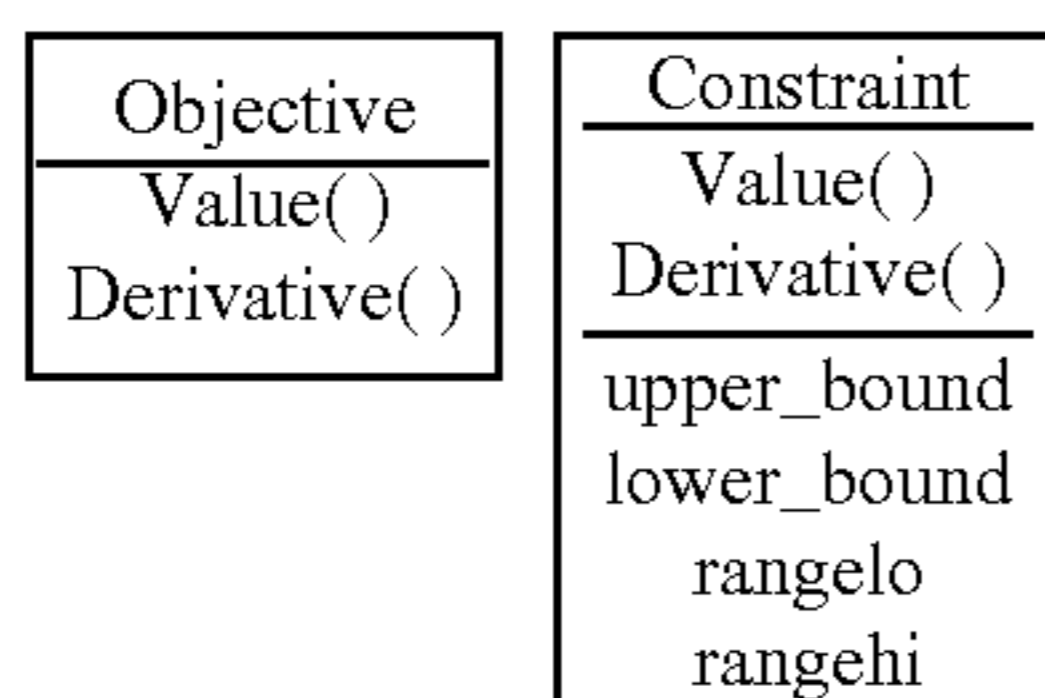 Objective
Value( )
Derivative( )
Constraint
Value( )
Derivative( )
upper_bound
lower_bound
rangelo
rangehi